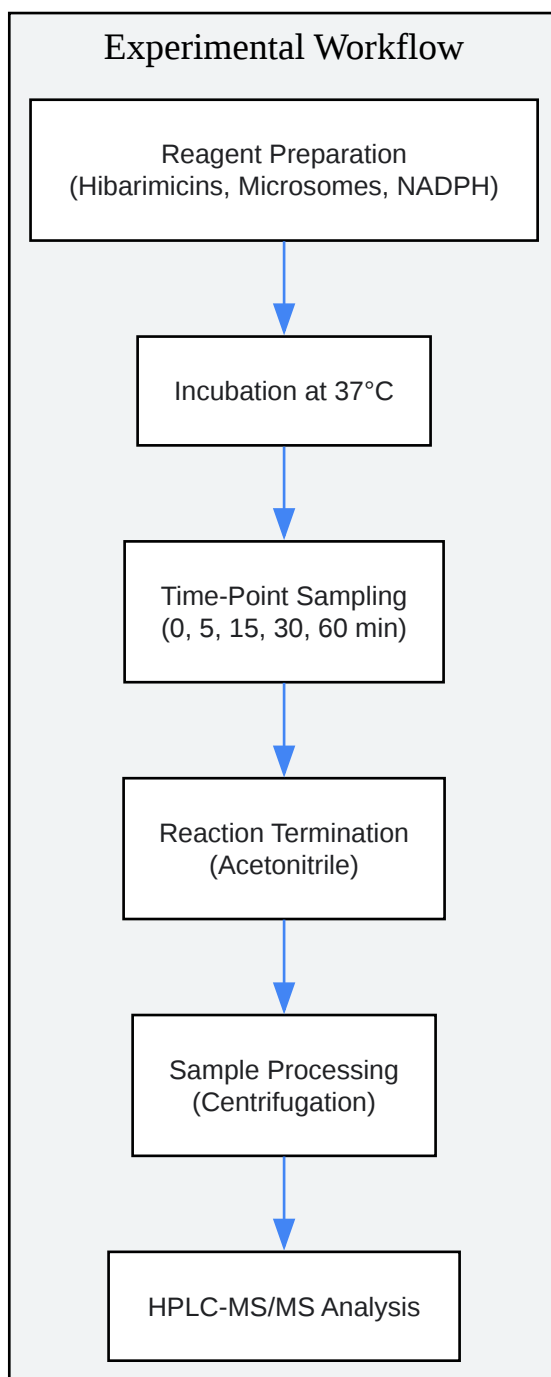 Experimental Workflow
Reagent Preparation
(Hibarimicins, Microsomes, NADPH)
Incubation at 37°C
Time-Point Sampling
(0, 5, 15, 30, 60 min)
Reaction Termination
(Acetonitrile)
Sample Processing
(Centrifugation)
HPLC-MS/MS Analysis